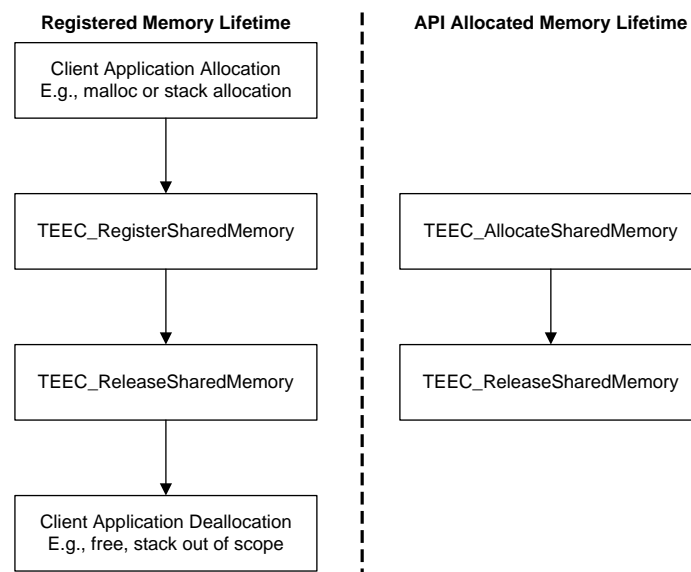 Registered Memory Lifetime
API Allocated Memory Lifetime
Client Application Allocation
E.g., malloc or stack allocation
TEEC_RegisterSharedMemory
TEEC_AllocateSharedMemory
TEEC_ReleaseSharedMemory
TEEC_ReleaseSharedMemory
Client Application Deallocation
E.g., free, stack out of scope